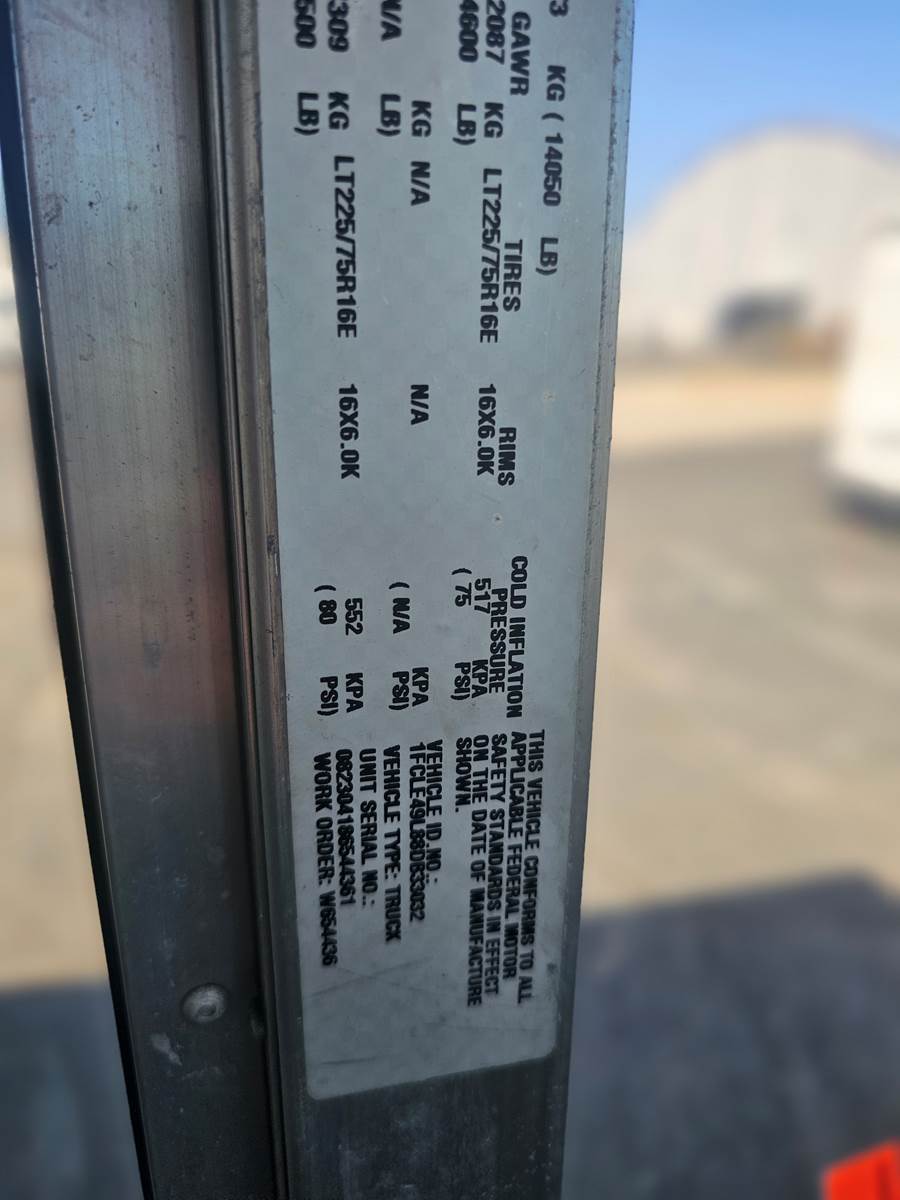 3 KG ( 14050 LB)
GAWR TIRES RIMS COLD INFLATION PRESSURE
2087 KG LT225/75R16E 16X6.0K 517 KPA
4600 LB) ( 75 PSI)
KG N/A N/A KPA
N/A LB) ( N/A PSI)
309 KG LT225/75R16E 16X6.0K 552 KPA
500 LB) ( 80 PSI)
THIS VEHICLE CONFORMS TO ALL
APPLICABLE FEDERAL MOTOR
SAFETY STANDARDS IN EFFECT
ON THE DATE OF MANUFACTURE
SHOWN.
VEHICLE ID.NO.:
1FCLE49L88DB33032
VEHICLE TYPE: TRUCK
UNIT SERIAL NO.:
082304186544361
WORK ORDER: W654436